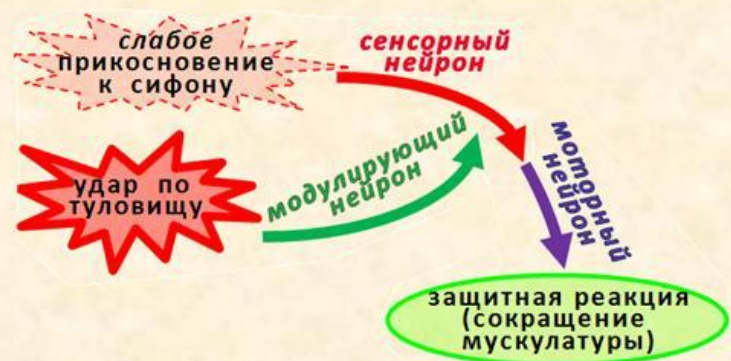 слабое
прикосновение
к сифону
сенсорный
нейрон
удар по
туловищу
модулирующий
нейрон
моторный
нейрон
защитная реакция
(сокращение
мускулатуры)